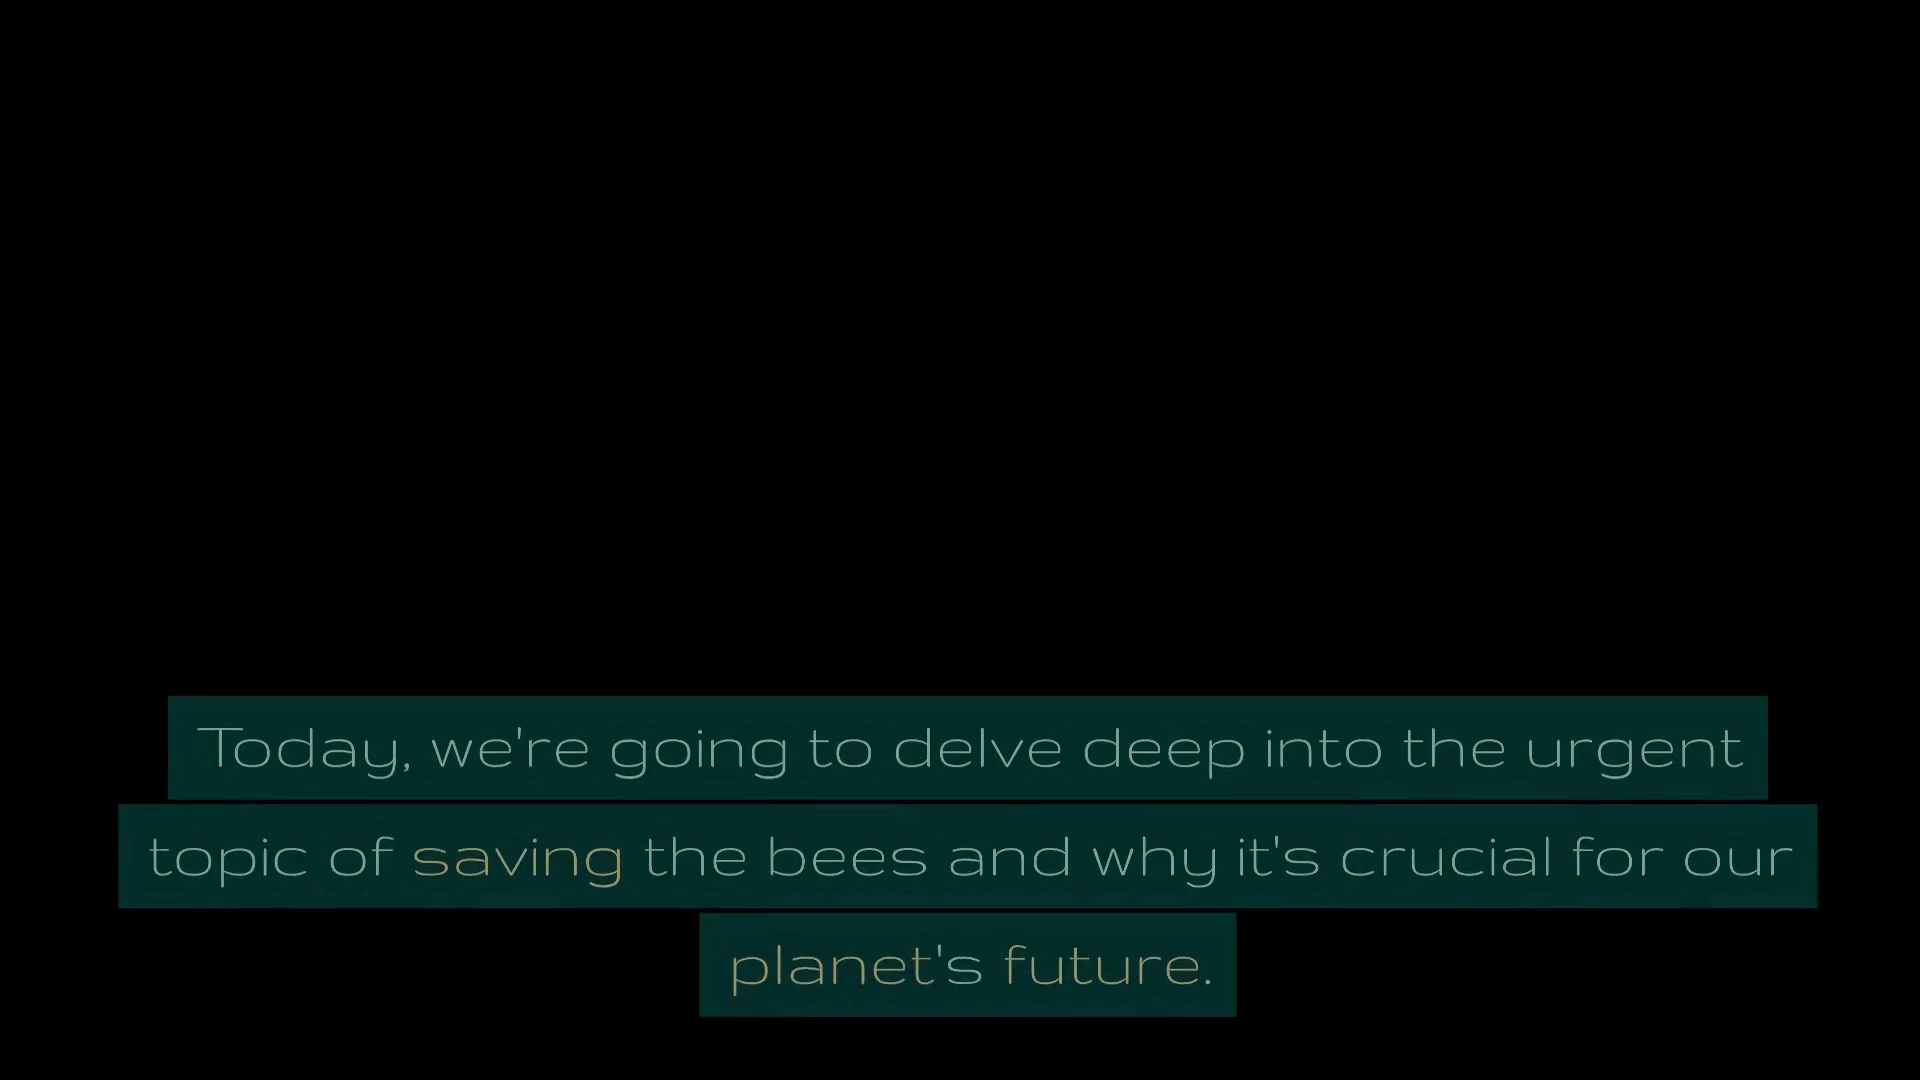 Today, we're going to delve deep into the urgent
topic of saving the bees and why it's crucial for our
planet's future.